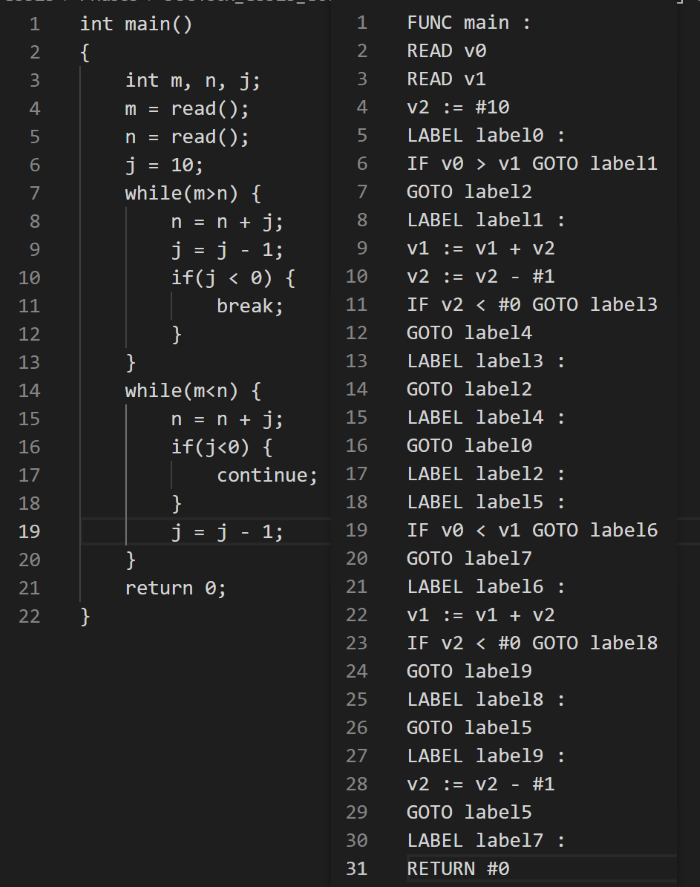 1 int main()
2 {
3 int m, n, j;
4 m = read();
5 n = read();
6 j = 10;
7 while(m>n) {
8 n = n + j;
9 j = j - 1;
10 if(j < 0) {
11 break;
12 }
13 }
14 while(m<n) {
15 n = n + j;
16 if(j<0) {
17 continue;
18 }
19 j = j - 1;
20 }
21 return 0;
22 }
1 FUNC main :
2 READ v0
3 READ v1
4 v2 := #10
5 LABEL label0 :
6 IF v0 > v1 GOTO label1
7 GOTO label2
8 LABEL label1 :
9 v1 := v1 + v2
10 v2 := v2 - #1
11 IF v2 < #0 GOTO label3
12 GOTO label4
13 LABEL label3 :
14 GOTO label2
15 LABEL label4 :
16 GOTO label0
17 LABEL label2 :
18 LABEL label5 :
19 IF v0 < v1 GOTO label6
20 GOTO label7
21 LABEL label6 :
22 v1 := v1 + v2
23 IF v2 < #0 GOTO label8
24 GOTO label9
25 LABEL label8 :
26 GOTO label5
27 LABEL label9 :
28 v2 := v2 - #1
29 GOTO label5
30 LABEL label7 :
31 RETURN #0